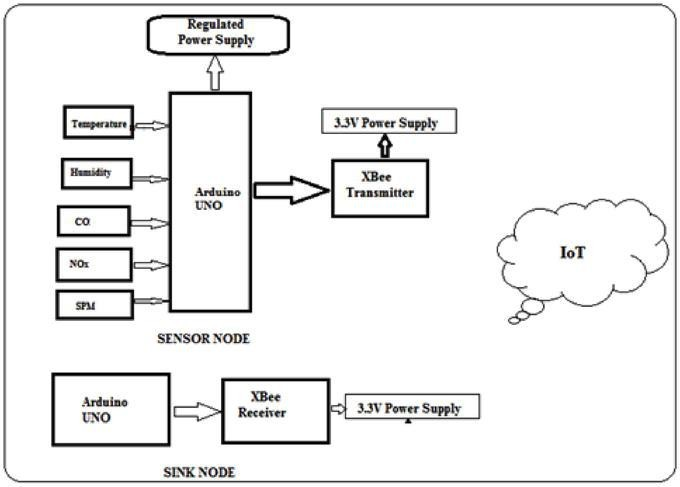 Regulated
Power Supply
Temperature
3.3V Power Supply
Humidity
Arduino
UNO
XBee
Transmitter
CO
NOx
SPM
IoT
SENSOR NODE
Arduino
UNO
XBee
Receiver
3.3V Power Supply
SINK NODE